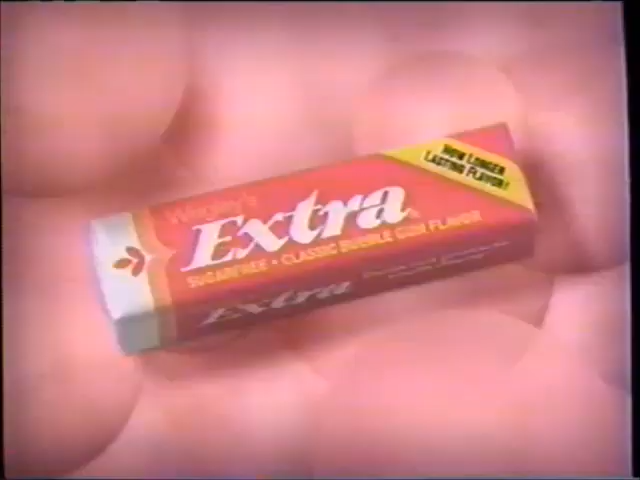 Wrigley's
Extra
SUGARFREE • CLASSIC BUBBLE GUM FLAVOR
NOW LONGER
LASTING FLAVOR!
Extra